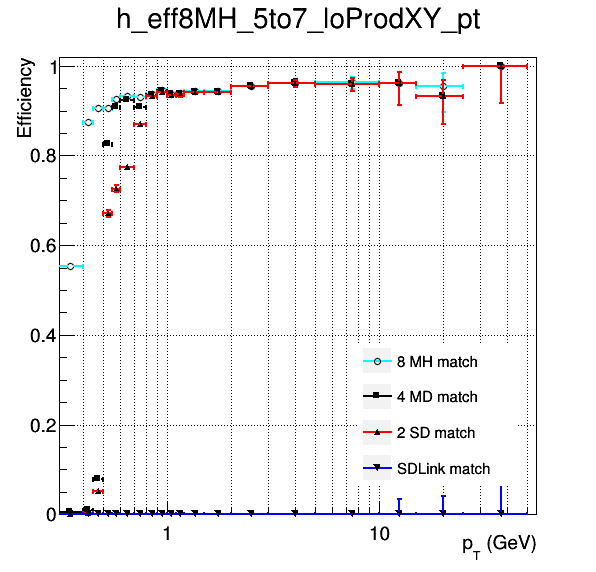 h_eff8MH_5to7_loProdXY_pt
Efficiency
1
0.8
0.6
0.4
0.2
0
8 MH match
4 MD match
2 SD match
SDLink match
1
10
p_T (GeV)